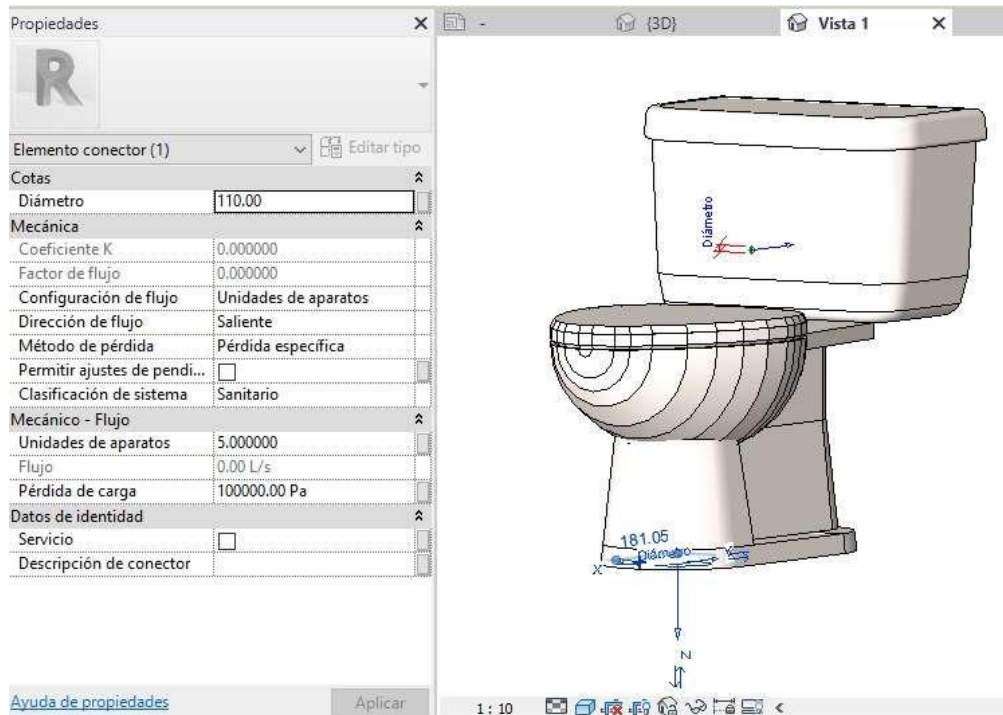 Propiedades
R
Elemento conector (1)
Editar tipo
Cotas
Diámetro 110.00
Mecánica
Coeficiente K 0.000000
Factor de flujo 0.000000
Configuración de flujo Unidades de aparatos
Dirección de flujo Saliente
Método de pérdida Pérdida específica
Permitir ajustes de pendi...
Clasificación de sistema Sanitario
Mecánico - Flujo
Unidades de aparatos 5.000000
Flujo 0.00 L/s
Pérdida de carga 100000.00 Pa
Datos de identidad
Servicio
Descripción de conector
Ayuda de propiedades
Aplicar
-
{3D}
Vista 1
Diámetro
181.05
Diámetro
X
Y
Z
1 : 10